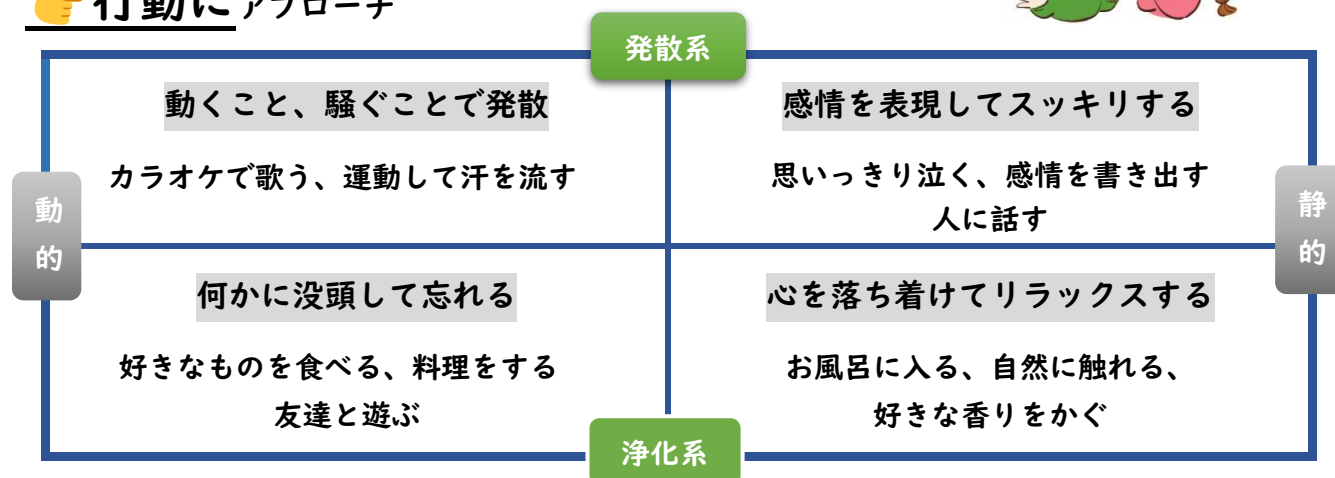 行動にアプローチ
発散系
動くこと、騒ぐことで発散
カラオケで歌う、運動して汗を流す
感情を表現してスッキリする
思いっきり泣く、感情を書き出す
人に話す
動
的
静
的
何かに没頭して忘れる
好きなものを食べる、料理をする
友達と遊ぶ
心を落ち着けてリラックスする
お風呂に入る、自然に触れる、
好きな香りをかぐ
浄化系